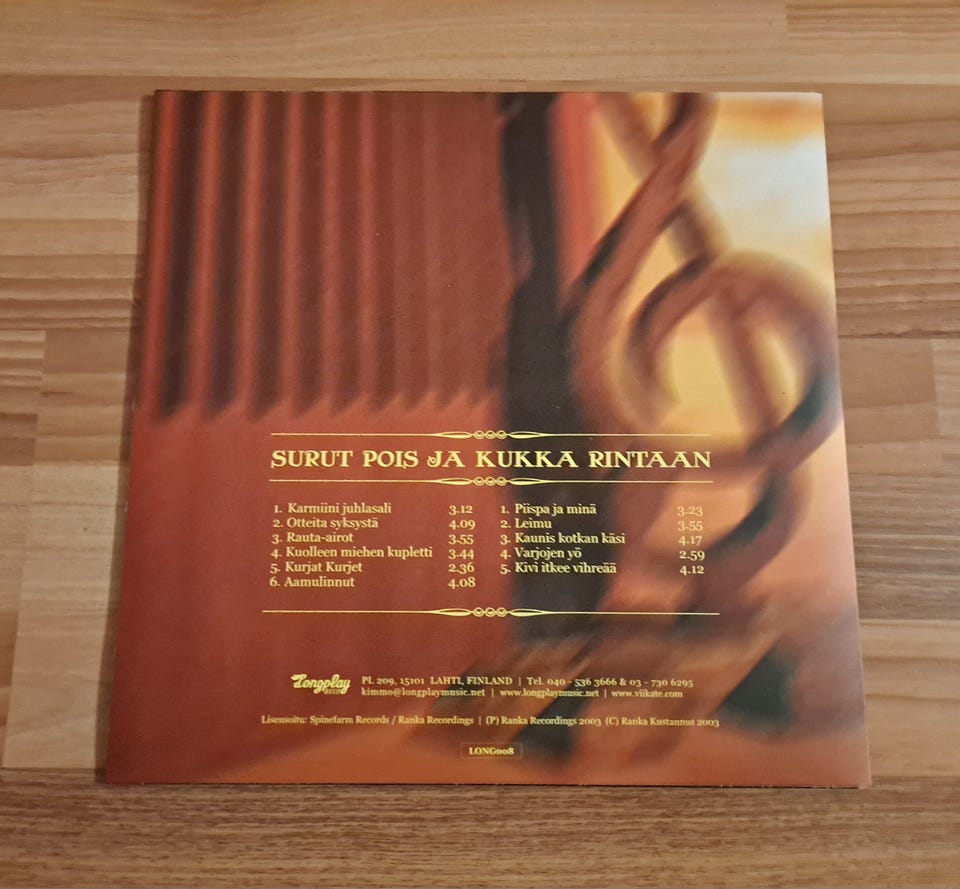 SURUT POIS JA KUKKA RINTAAN
1. Karmiini juhlasali 3.12
2. Otteita syksystä 4.09
3. Rauta-airot 3.55
4. Kuolleen miehen kupletti 3.44
5. Kurjat Kurjet 2.36
6. Aamulinnut 4.08
1. Piispa ja minä 3.23
2. Leimu 3.55
3. Kaunis kotkan käsi 4.17
4. Varjojen yö 2.59
5. Kivi itkee vihreää 4.12
Longplay
PL 209, 15101 LAHTI, FINLAND | Tel. 040 - 536 3666 & 03 - 730 6295
kimmo@longplaymusic.net | www.longplaymusic.net | www.viikate.com
Lisensoitu: Spinefarm Records / Ranka Recordings | (P) Ranka Recordings 2003 (C) Ranka Kustannus 2003
LONG008